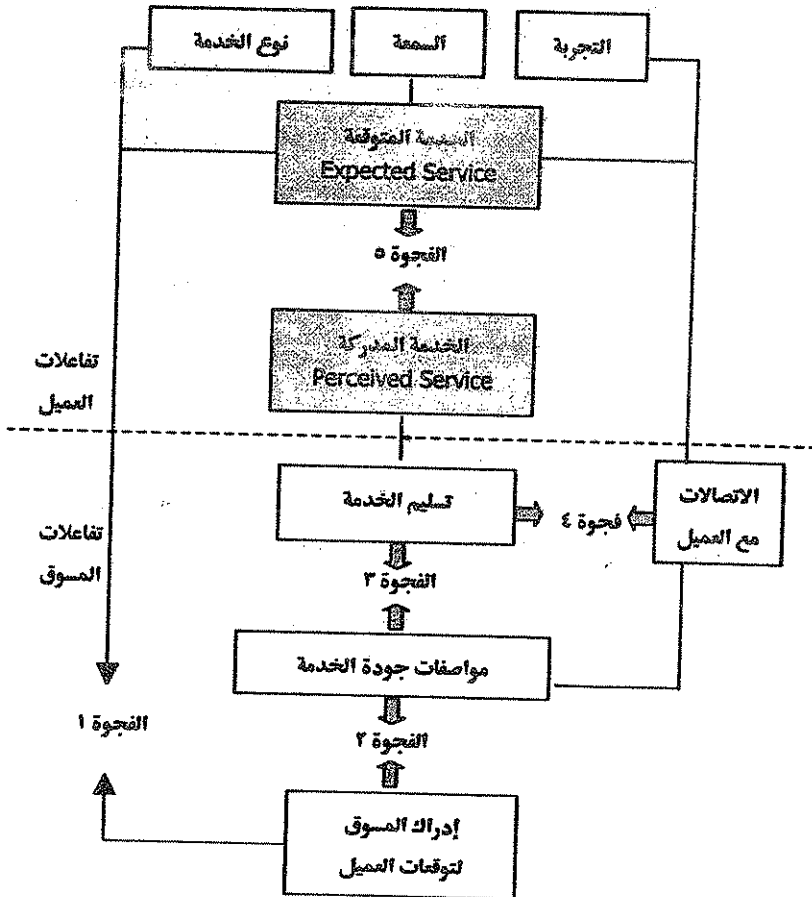 نوع الخدمة
السمعة
التجربة
الخدمة المتوقعة
Expected Service
الفجوة ٥
الخدمة المدركة
Perceived Service
تفاعلات
العميل
تسليم الخدمة
فجوة ٤
الاتصالات
مع العميل
تفاعلات
المسوق
الفجوة ٣
مواصفات جودة الخدمة
الفجوة ١
الفجوة ٢
إدراك المسوق
لتوقعات العميل